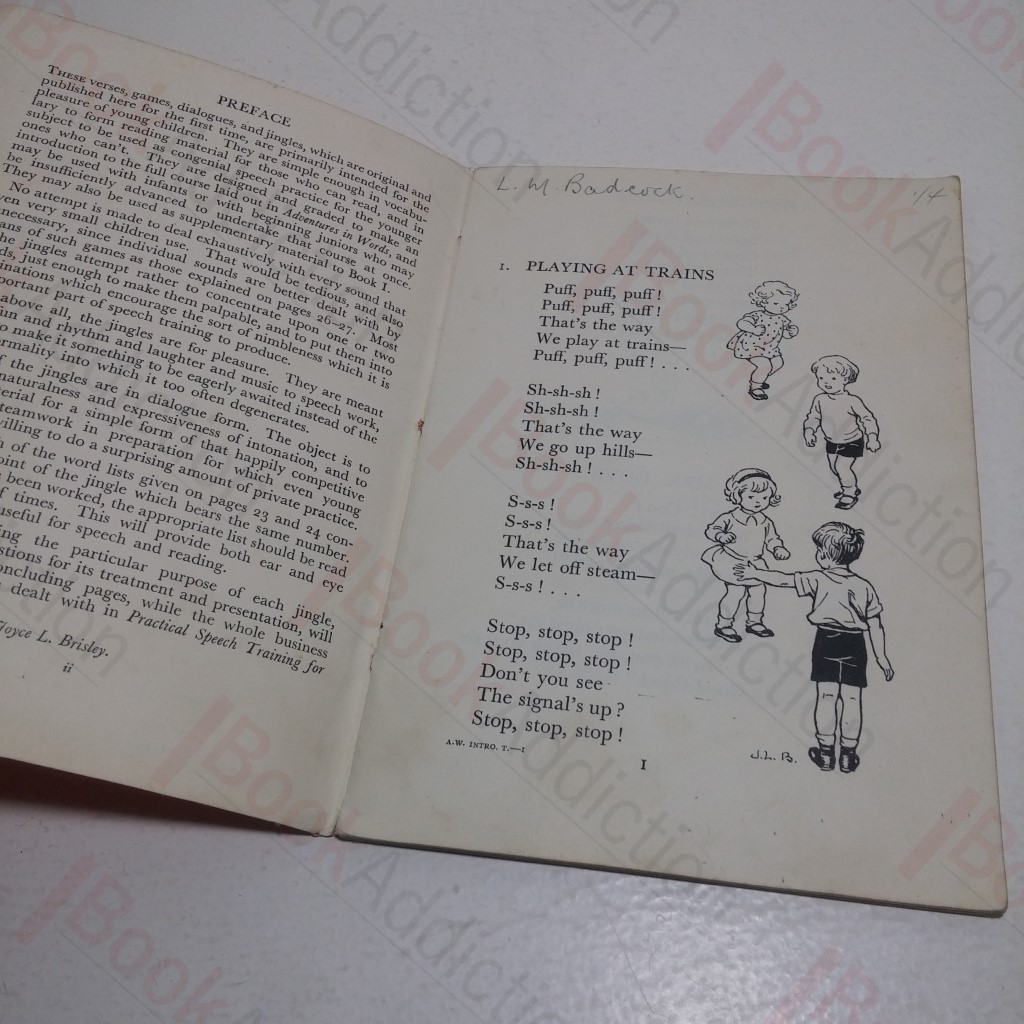 PREFACE
THESE verses, games, dialogues, and jingles, which are original and
published here for the first time, are primarily intended for the
pleasure of young children. They are simple enough in vocabu-
lary to form reading material for those who can read, and in
subject to be used as congenial speech practice for the younger
ones who can't. They are designed and graded to make an
introduction to the full course laid out in Adventures in Words, and
may be used with infants or with beginning juniors who may
be insufficiently advanced to undertake that course at once.
They may also be used as supplementary material to Book I.
No attempt is made to deal exhaustively with every sound that
ven very small children use. That would be tedious, and also
necessary, since individual sounds are better dealt with by
ans of such games as those explained on pages 26–27. Most
he jingles attempt rather to concentrate upon one or two
ds, just enough to make them palpable, and to put them into
inations which encourage the sort of nimbleness which it is
portant part of speech training to produce.
above all, the jingles are for pleasure. They are meant
un and rhythm and laughter and music to speech work,
o make it something to be eagerly awaited instead of the
rmality into which it too often degenerates.
f the jingles are in dialogue form. The object is to
naturalness and expressiveness of intonation, and to
terial for a simple form of that happily competitive
teamwork in preparation for which even young
willing to do a surprising amount of private practice.
h of the word lists given on pages 23 and 24 con-
oint of the jingle which bears the same number.
s been worked, the appropriate list should be read
f times. This will provide both ear and eye
useful for speech and reading.
ing the particular purpose of each jingle,
estions for its treatment and presentation, will
oncluding pages, while the whole business
dealt with in Practical Speech Training for
Joyce L. Brisley.
ii
L. M. Badcock.
1/4
1. PLAYING AT TRAINS
Puff, puff, puff!
Puff, puff, puff!
That's the way
We play at trains—
Puff, puff, puff! . . .
Sh-sh-sh!
Sh-sh-sh!
That's the way
We go up hills—
Sh-sh-sh! . . .
S-s-s!
S-s-s!
That's the way
We let off steam—
S-s-s! . . .
Stop, stop, stop!
Stop, stop, stop!
Don't you see
The signal's up?
Stop, stop, stop!
A.W. INTRO. T.—1
1
J.L.B.
BookAddiction